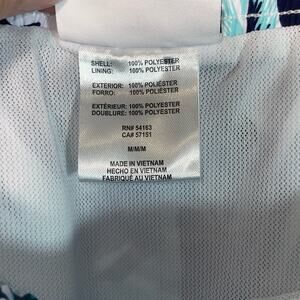 SHELL: 100% POLYESTER
LINING: 100% POLYESTER
EXTERIOR: 100% POLIÉSTER
FORRO: 100% POLIÉSTER
EXTÉRIEUR: 100% POLYESTER
DOUBLURE: 100% POLYESTER
RN# 54163
CA# 57151
M/M/M
MADE IN VIETNAM
HECHO EN VIETNAM
FABRIQUÉ AU VIETNAM